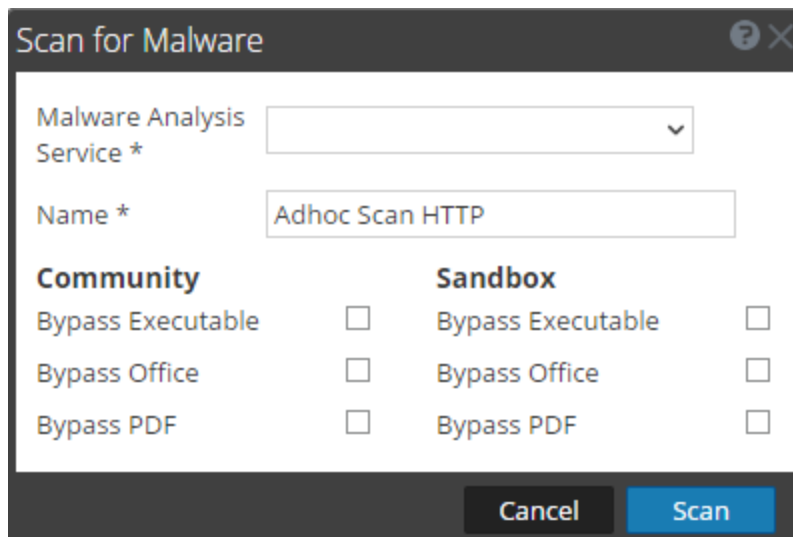 Scan for Malware
Malware Analysis
Service *
Name *
Adhoc Scan HTTP
Community
Sandbox
Bypass Executable
Bypass Executable
Bypass Office
Bypass Office
Bypass PDF
Bypass PDF
Cancel
Scan